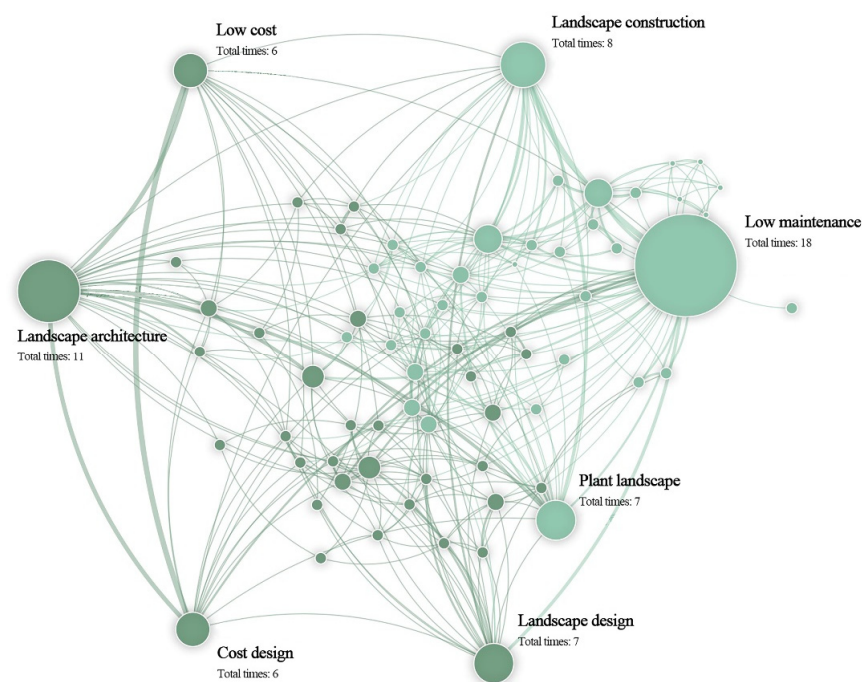 Landscape construction
Total times: 8
Low cost
Total times: 6
Low maintenance
Total times: 18
Landscape architecture
Total times: 11
Plant landscape
Total times: 7
Landscape design
Total times: 7
Cost design
Total times: 6